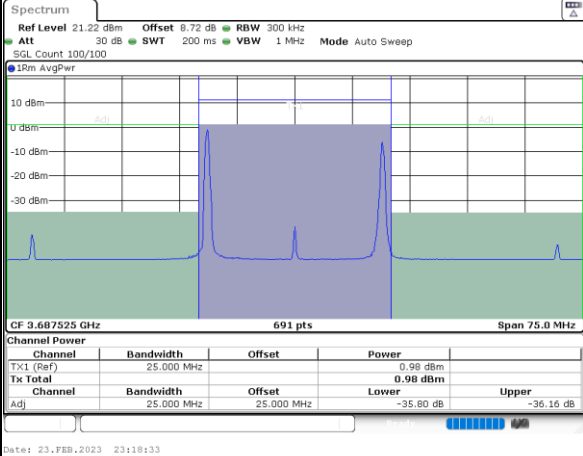 Spectrum
Ref Level 21.22 dBm Offset 8.72 dB RBW 300 kHz
Att 30 dB SWT 200 ms VBW 1 MHz Mode Auto Sweep
SGL Count 100/100
1Rm AvgPwr
10 dBm
Adj Adj
0 dBm
-10 dBm
-20 dBm
-30 dBm
CF 3.687525 GHz 691 pts Span 75.0 MHz
Channel Power
Channel Bandwidth Offset Power
TX1 (Ref) 25.000 MHz 0.98 dBm
Tx Total 0.98 dBm
Channel Bandwidth Offset Lower Upper
Adj 25.000 MHz 25.000 MHz -35.80 dB -36.16 dB
Date: 23.FEB.2023 23:18:33